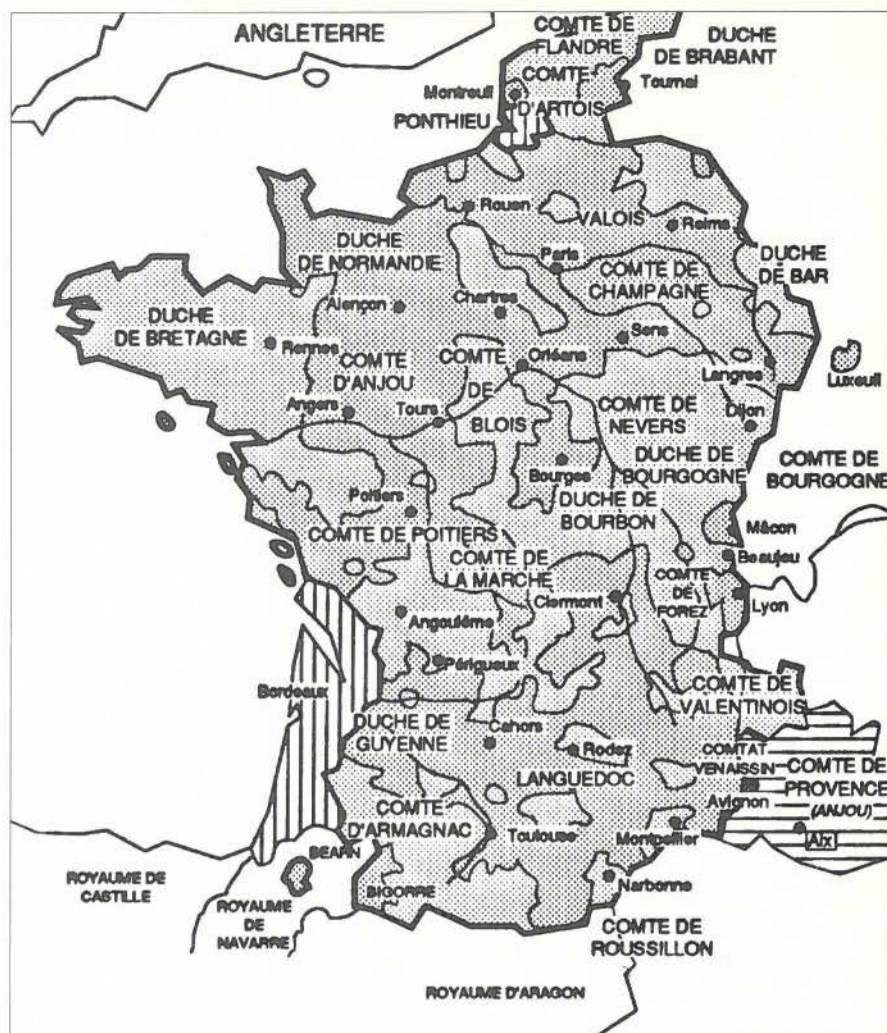 ANGLETERRE
COMTE DE
FLANDRE
DUCHE
DE BRABANT
COMTE
D'ARTOIS
Montreuil
Tournai
PONTHIEU
Rouen
VALOIS
Reims
DUCHE
DE NORMANDIE
Paris
COMTE DE
CHAMPAGNE
DUCHE
DE BAR
Alençon
Chartres
DUCHE
DE BRETAGNE
Rennes
Sens
COMTE
D'ANJOU
COMTE
DE
BLOIS
Orléans
Langres
Luxeuil
Angers
Tours
COMTE DE
NEVERS
Dijon
DUCHE DE
BOURGOGNE
COMTE DE
BOURGOGNE
Bourges
DUCHE DE
BOURBON
Poitiers
COMTE DE POITIERS
Mâcon
Beaujeu
COMTE DE
LA MARCHE
Clermont
COMTE
DE
FOREZ
Lyon
Angoulême
Périgueux
COMTE DE
VALENTINOIS
Bordeaux
DUCHE DE
GUYENNE
Cahors
Rodez
LANGUEDOC
COMTAT
VENAISSIN
COMTE DE
PROVENCE
(ANJOU)
Avignon
Aix
COMTE
D'ARMAGNAC
Toulouse
Montpellier
BEARN
BIGORRE
Narbonne
ROYAUME DE
CASTILLE
ROYAUME
DE
NAVARRE
COMTE DE
ROUSSILLON
ROYAUME D'ARAGON